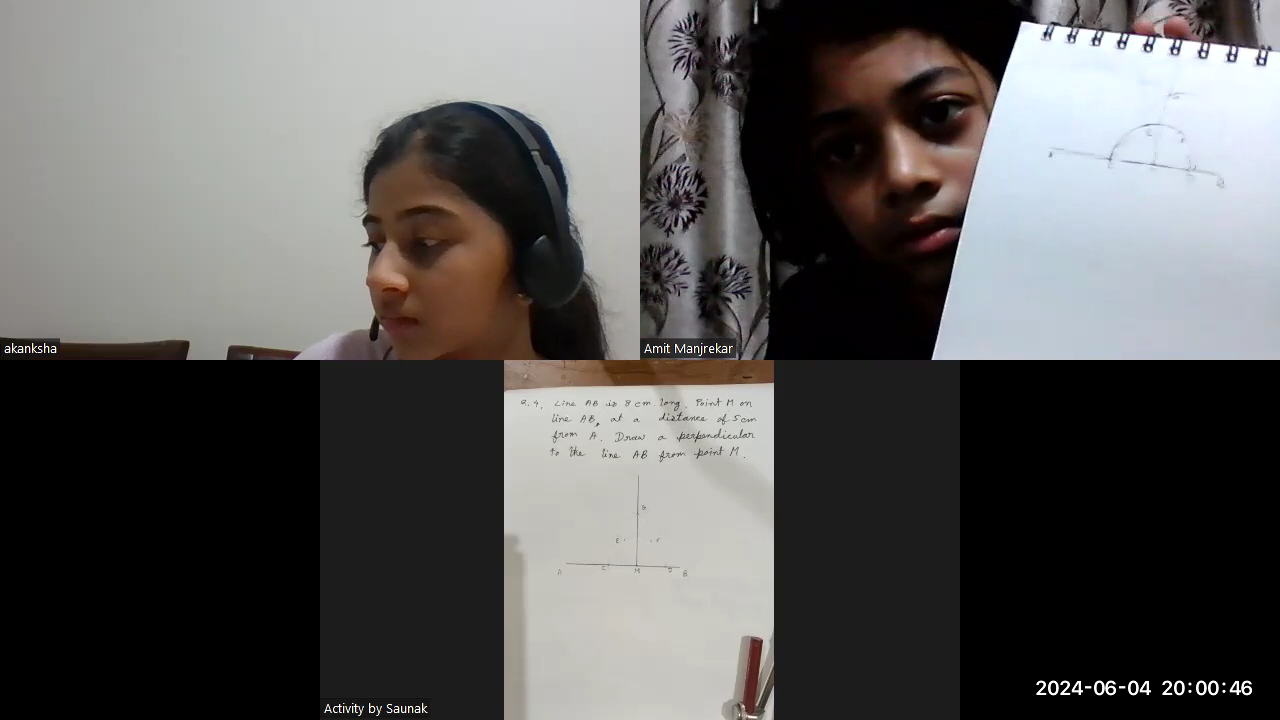 akanksha
Amit Manjrekar
Q.4. Line AB is 8 cm long. Point M on
line AB, at a distance of 5 cm
from A. Draw a perpendicular
to the line AB from point M.
G
E F
A C M D B
Activity by Saunak
2024-06-04 20:00:46